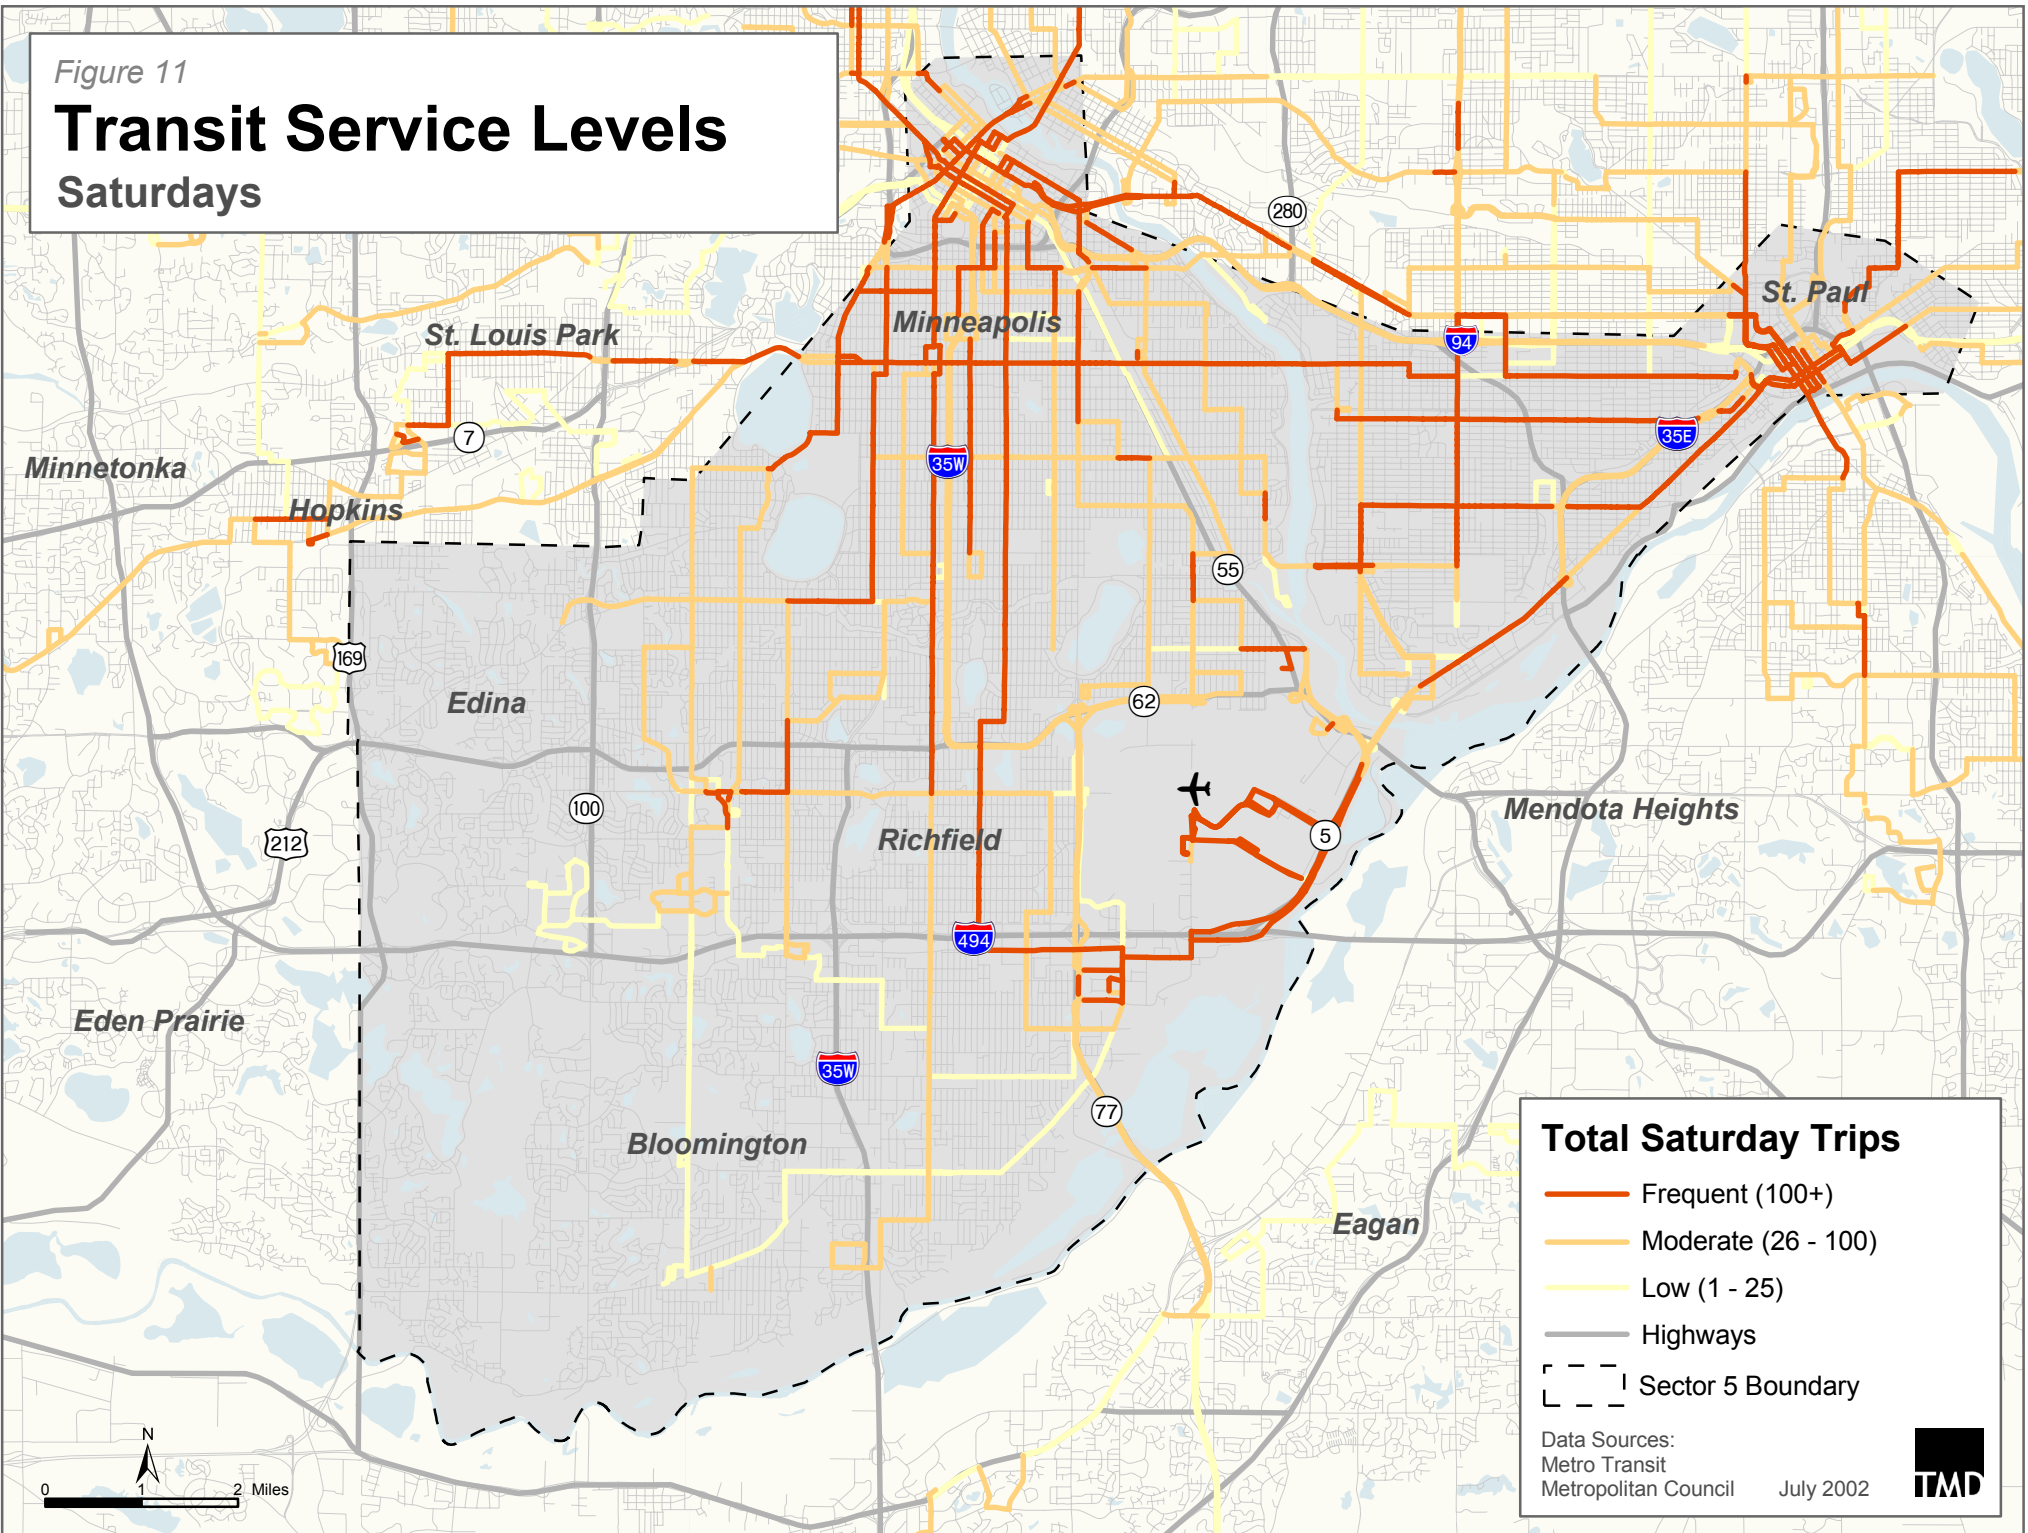 Figure 11
Transit Service Levels
Saturdays
280
St. Paul
Minneapolis
St. Louis Park
94
7
35E
Minnetonka
35W
Hopkins
55
169
Edina
62
100
Mendota Heights
212
Richfield
5
494
Eden Prairie
35W
77
Bloomington
Eagan
Total Saturday Trips
Frequent (100+)
Moderate (26 - 100)
Low (1 - 25)
Highways
Sector 5 Boundary
Data Sources:
Metro Transit
Metropolitan Council July 2002
TMD
N
0 1 2 Miles